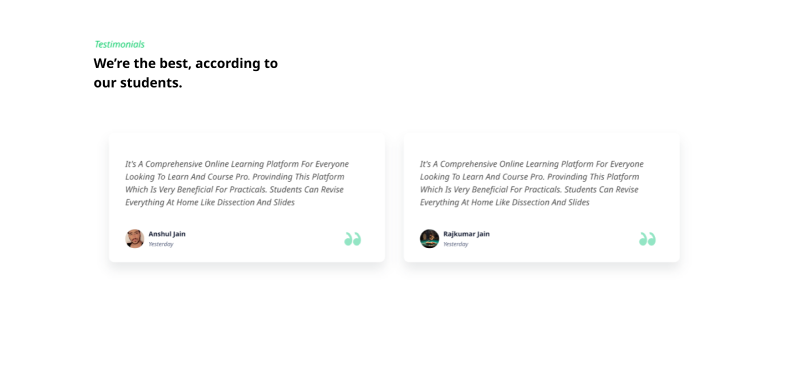 Testimonials
We're the best, according to
our students.
It's A Comprehensive Online Learning Platform For Everyone
Looking To Learn And Course Pro. Provinding This Platform
Which Is Very Beneficial For Practicals. Students Can Revise
Everything At Home Like Dissection And Slides
Anshul Jain
Yesterday
It's A Comprehensive Online Learning Platform For Everyone
Looking To Learn And Course Pro. Provinding This Platform
Which Is Very Beneficial For Practicals. Students Can Revise
Everything At Home Like Dissection And Slides
Rajkumar Jain
Yesterday